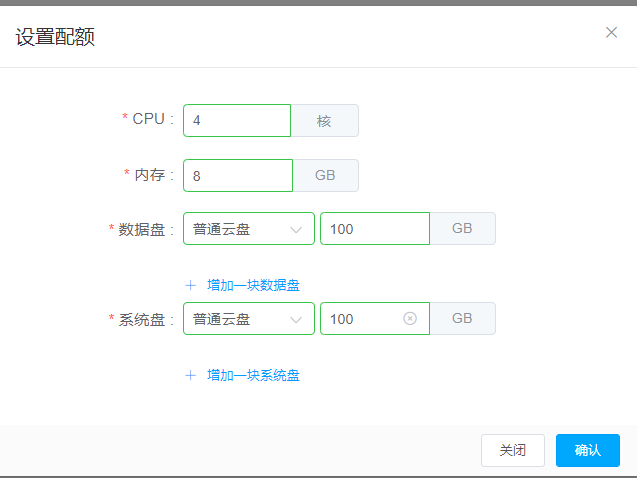 设置配额
* CPU : 4 核
* 内存 : 8 GB
* 数据盘 : 普通云盘 100 GB
+ 增加一块数据盘
* 系统盘 : 普通云盘 100 GB
+ 增加一块系统盘
关闭 确认